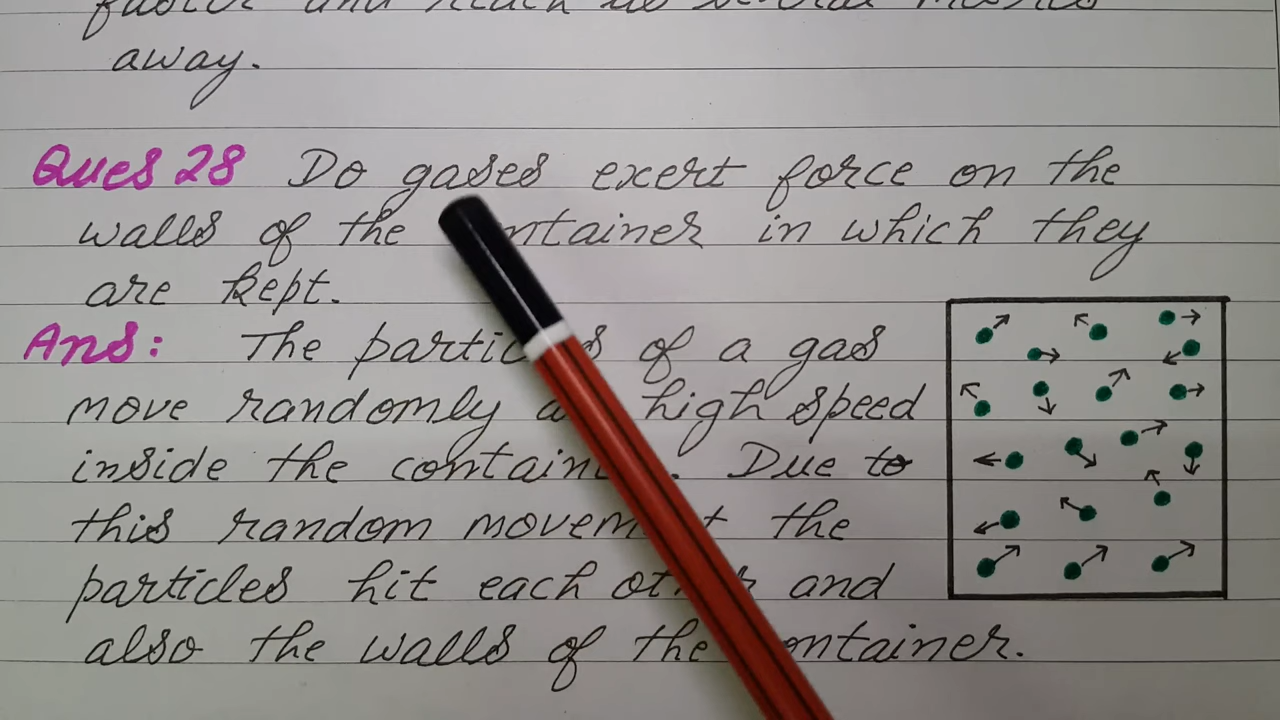 away.
Ques 28 Do gases exert force on the
walls of the container in which they
are kept.
Ans: The particles of a gas
move randomly at high speed
inside the container. Due to
this random movement the
particles hit each other and
also the walls of the container.